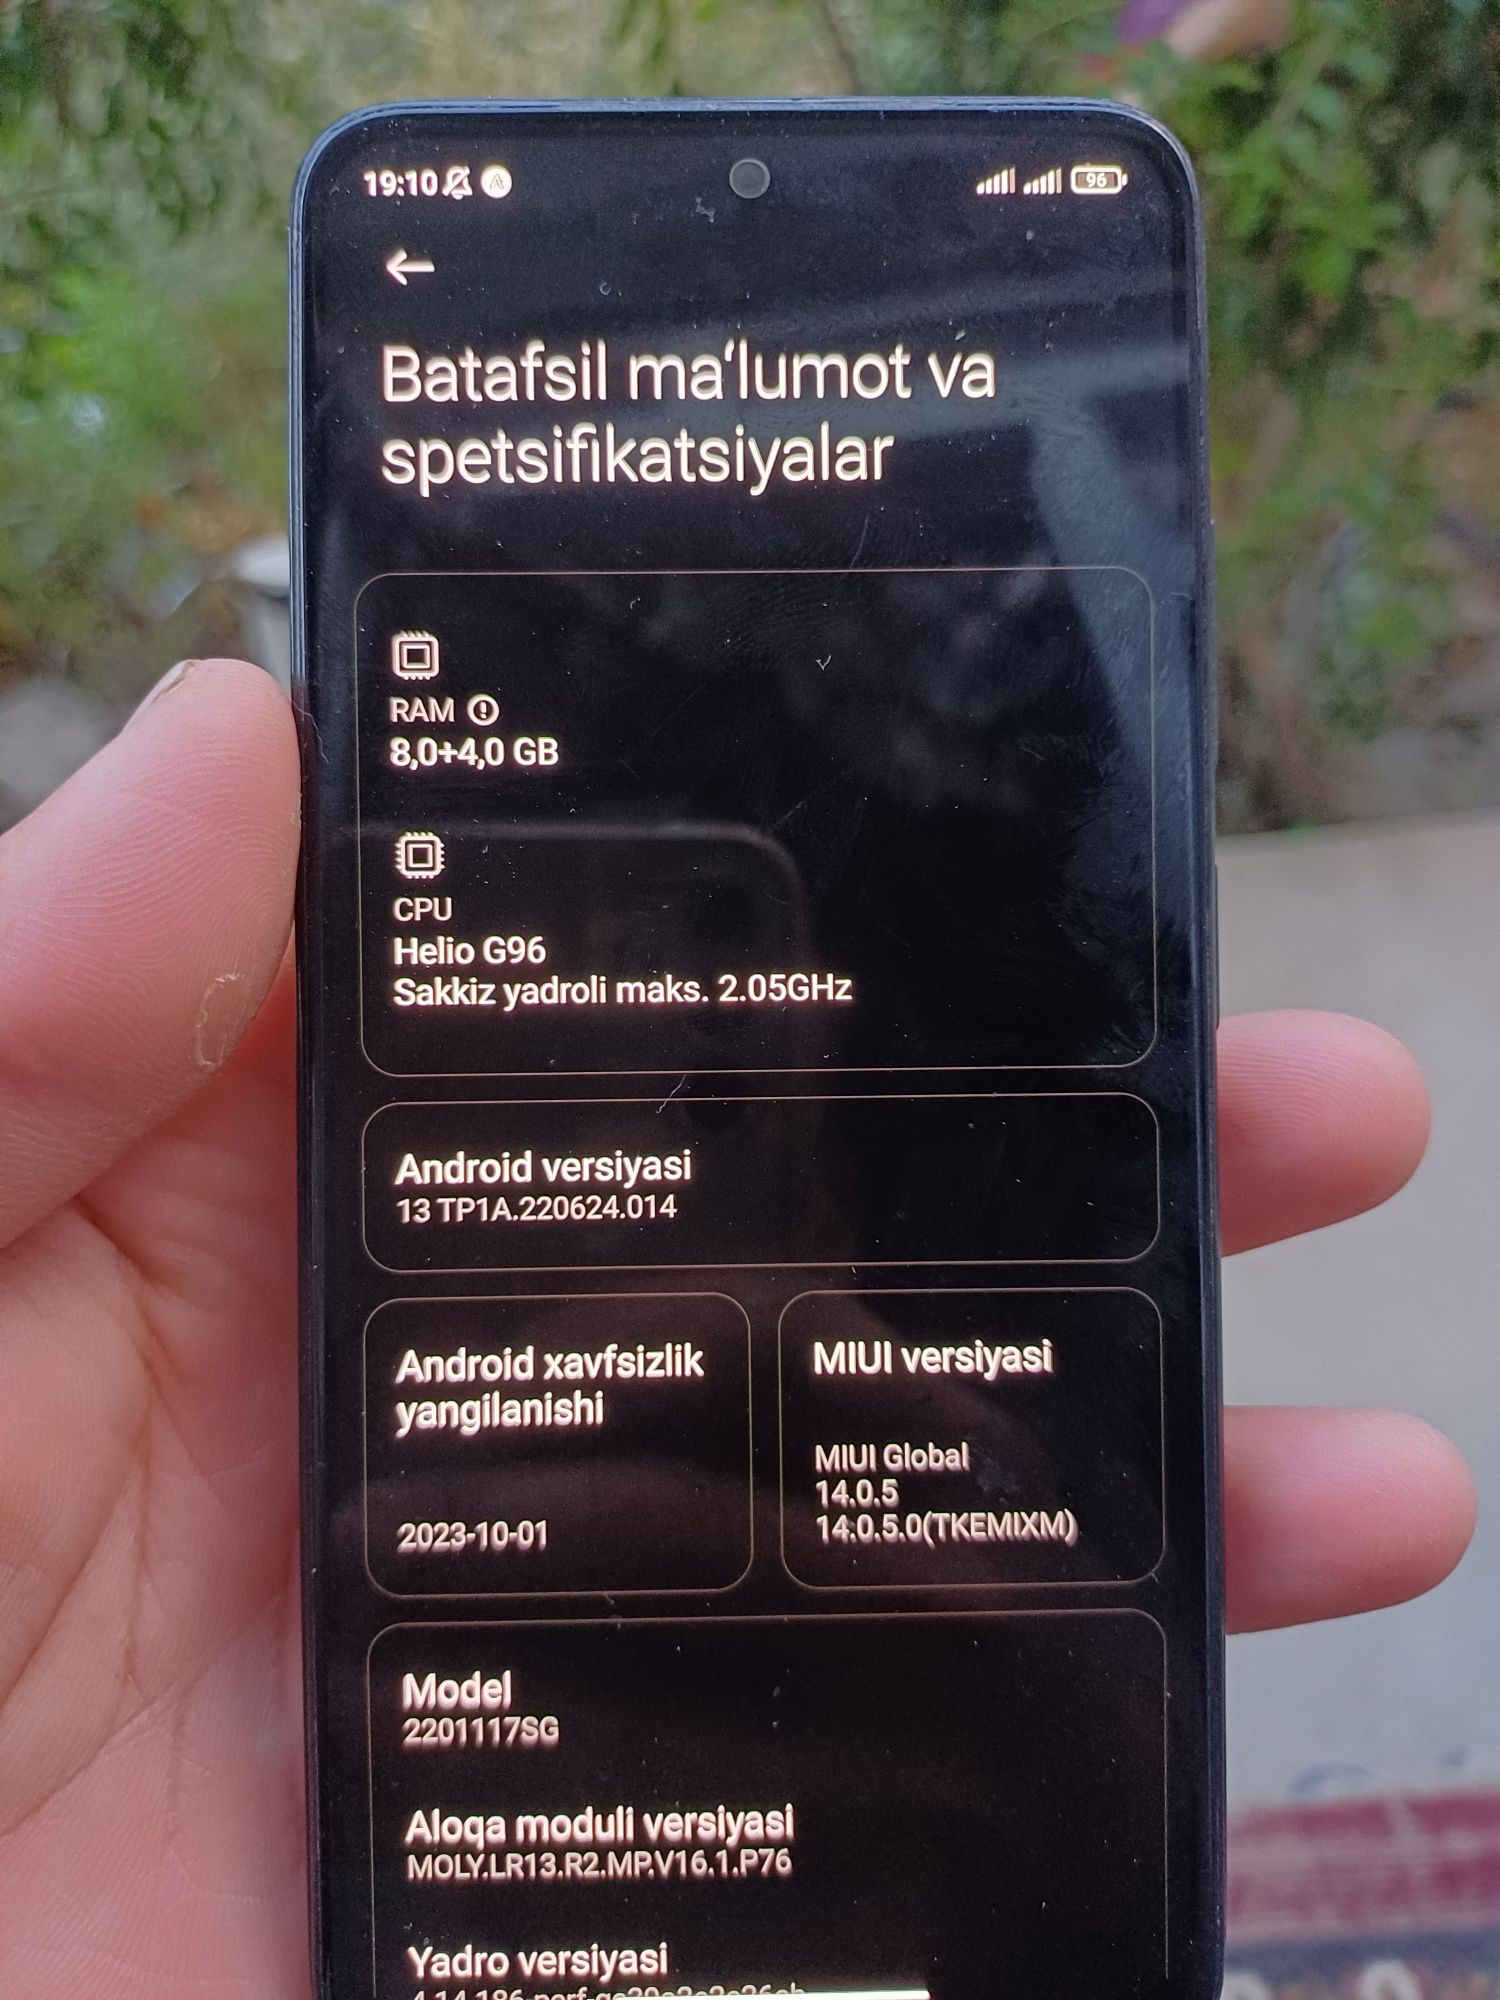 19:10
96
Batafsil ma‘lumot va
spetsifikatsiyalar
RAM
8,0+4,0 GB
CPU
Helio G96
Sakkiz yadroli maks. 2.05GHz
Android versiyasi
13 TP1A.220624.014
Android xavfsizlik
yangilanishi
2023-10-01
MIUI versiyasi
MIUI Global
14.0.5
14.0.5.0(TKEMIXM)
Model
2201117SG
Aloqa moduli versiyasi
MOLY.LR13.R2.MP.V16.1.P76
Yadro versiyasi